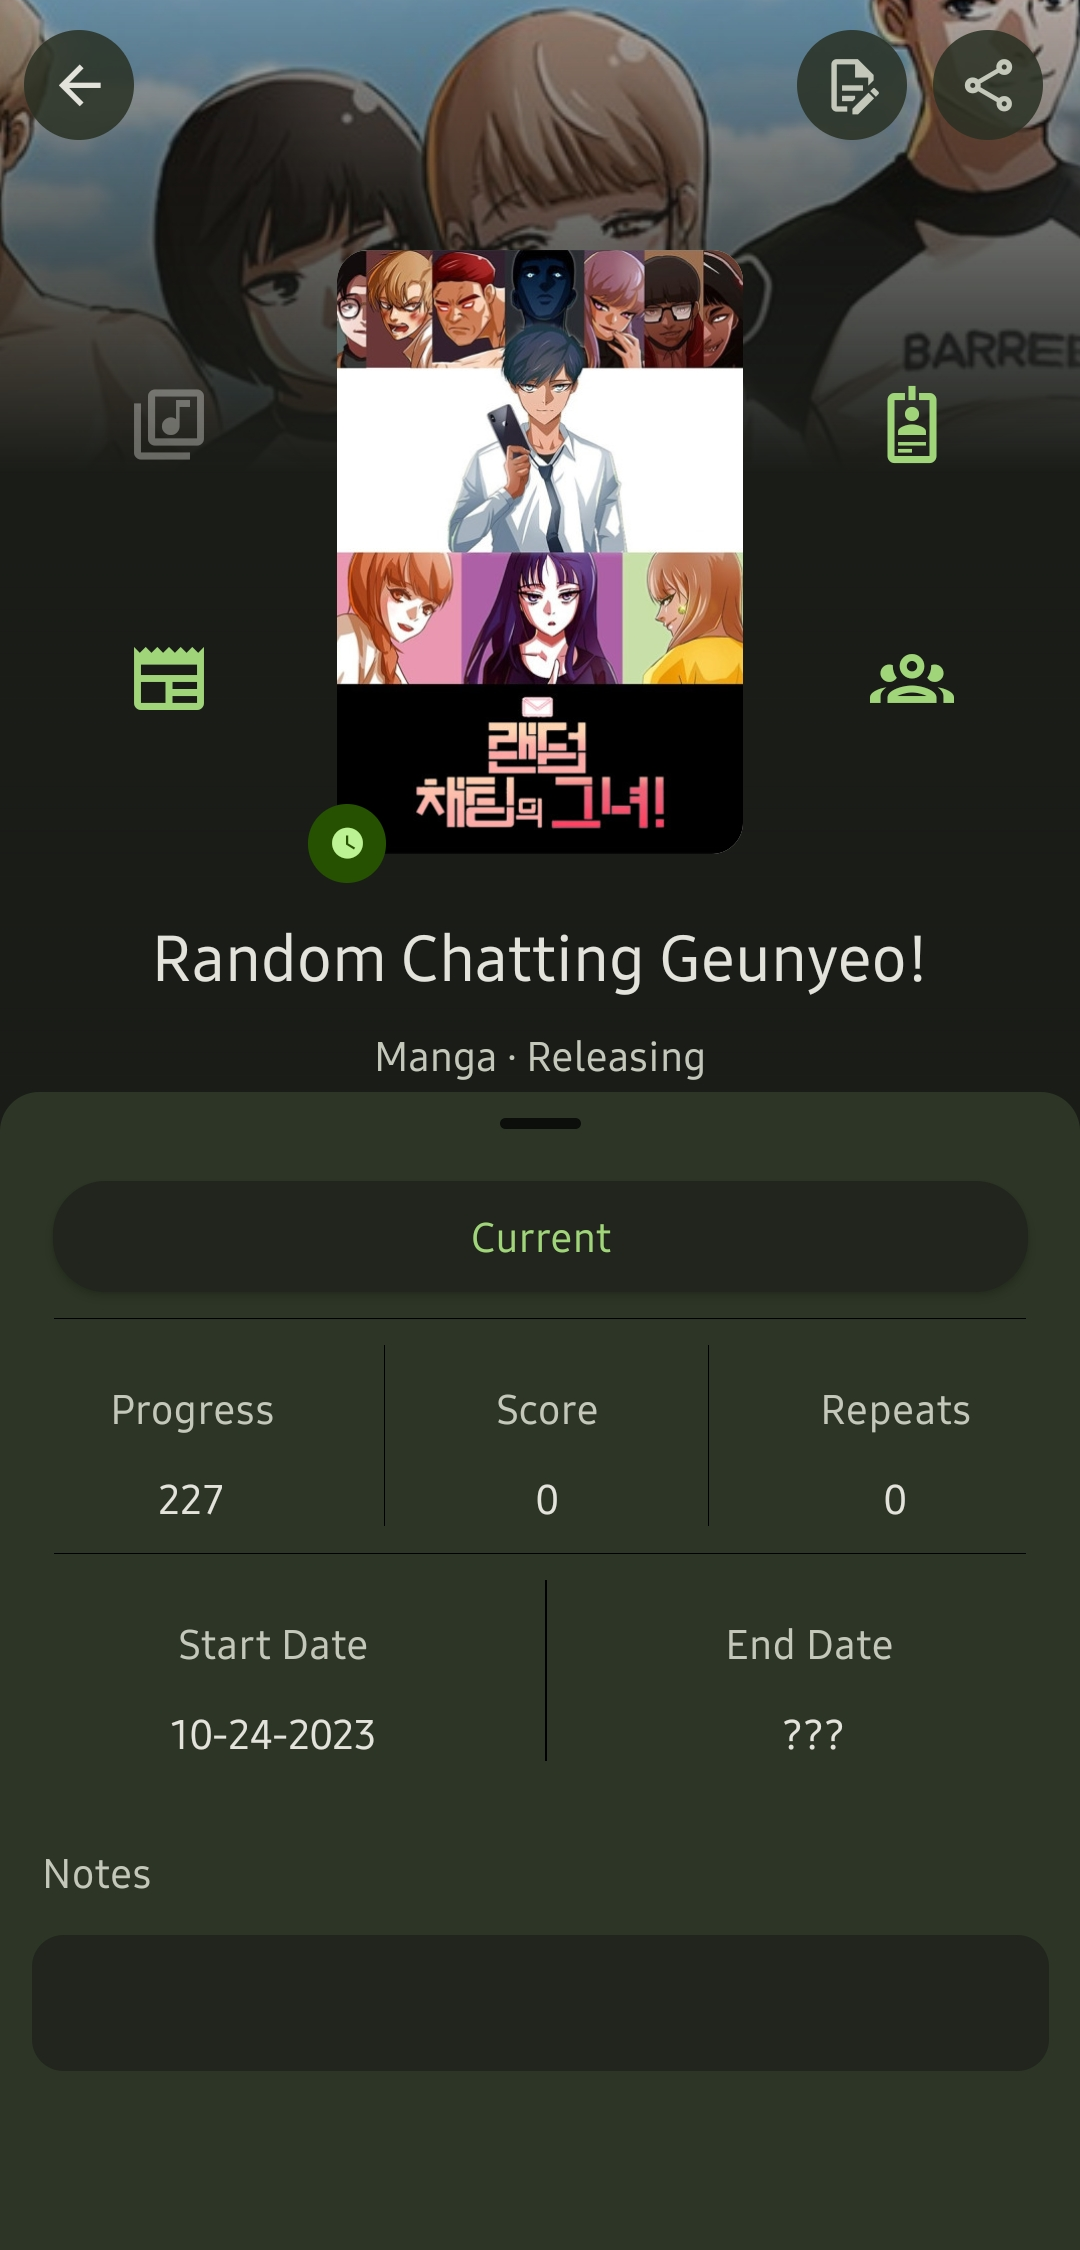 BARREE
랜덤
채팅의 그녀!
Random Chatting Geunyeo!
Manga · Releasing
Current
Progress
Score
Repeats
227
0
0
Start Date
End Date
10-24-2023
???
Notes